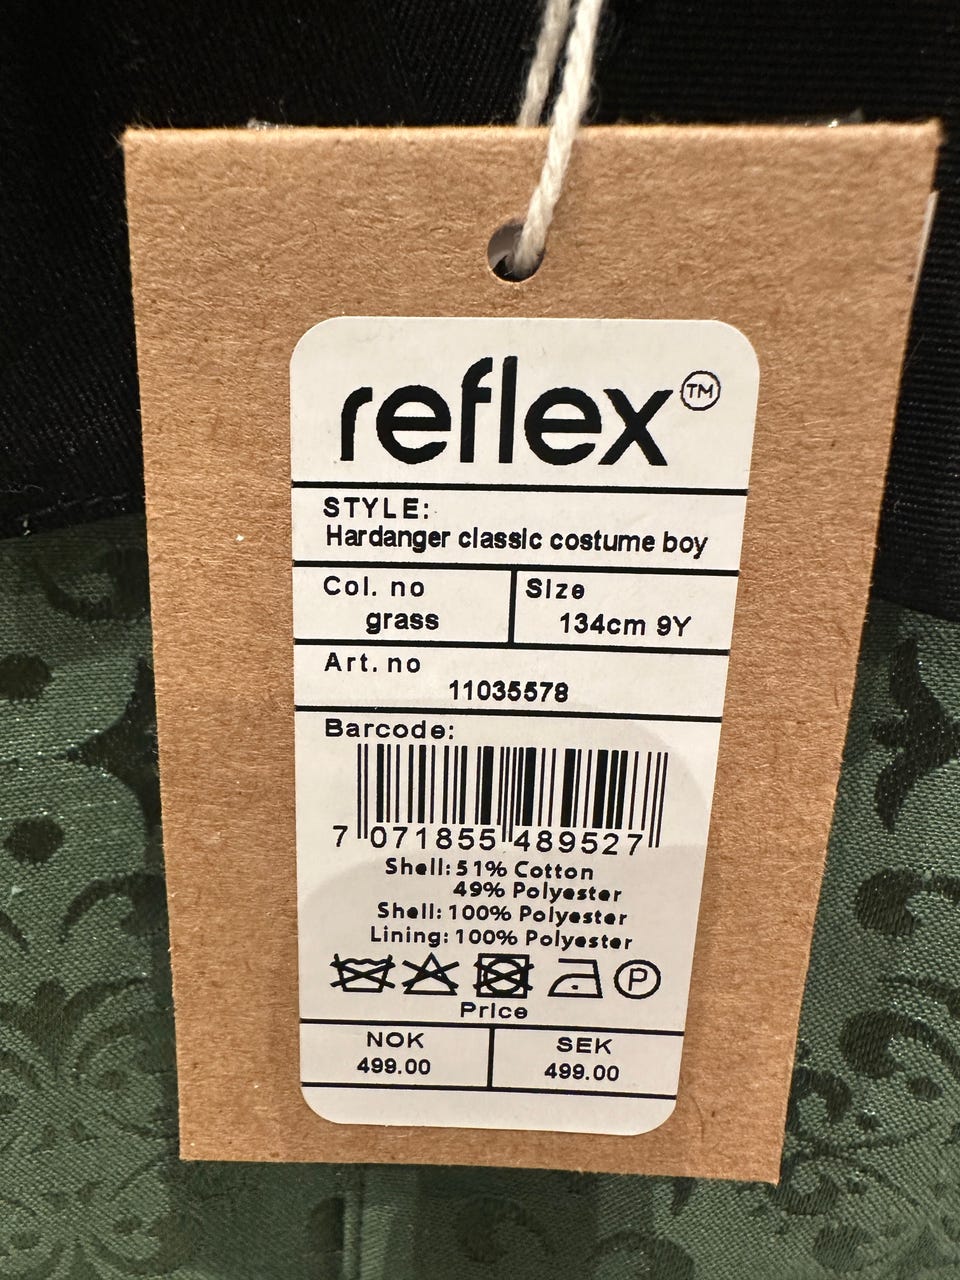 reflex™
STYLE:
Hardanger classic costume boy
Col. no
grass
Size
134cm 9Y
Art. no
11035578
Barcode:
7 071855 489527
Shell: 51% Cotton
49% Polyester
Shell: 100% Polyester
Lining: 100% Polyester
P
Price
NOK
499.00
SEK
499.00